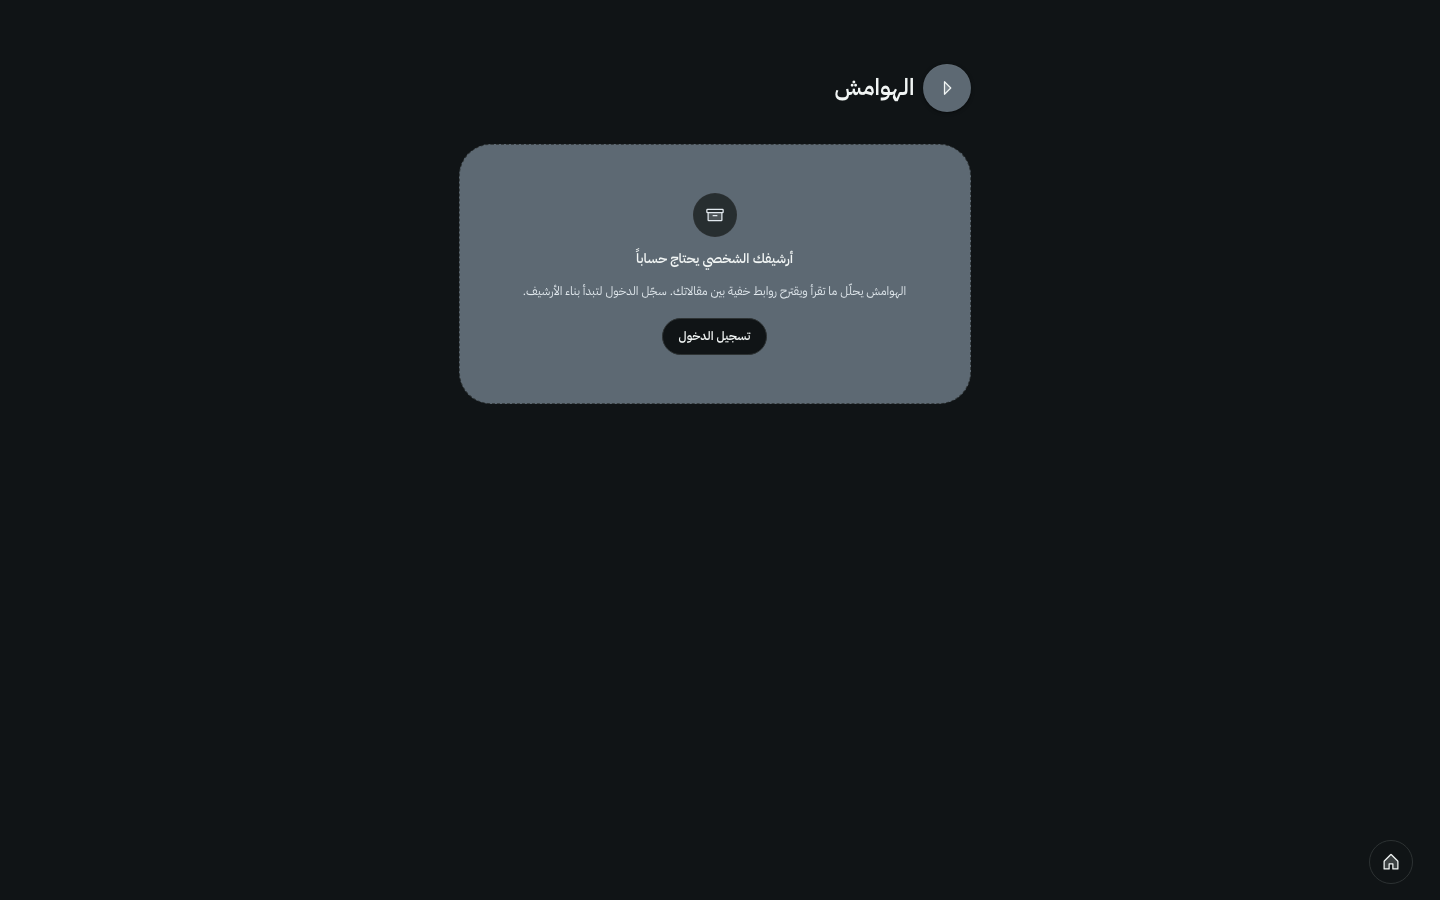 الهوامش
أرشيفك الشخصي يحتاج حساباً
الهوامش يحلّل ما تقرأ ويقترح روابط خفية بين مقالاتك. سجّل الدخول لتبدأ بناء الأرشيف.
تسجيل الدخول